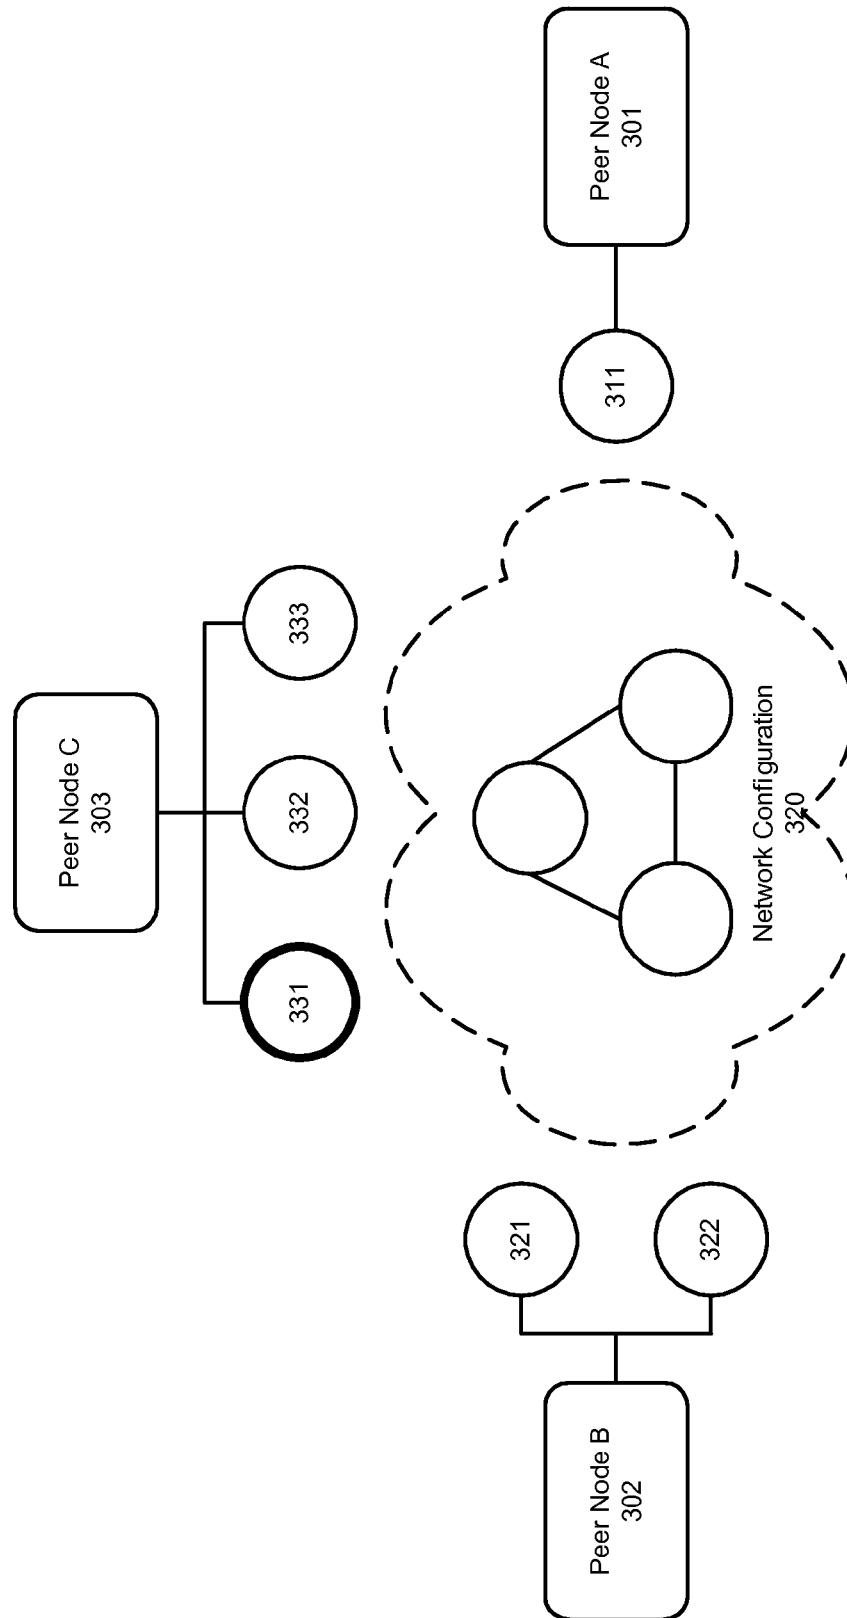 Peer Node C
303
331
332
333
Peer Node B
302
321
322
Network Configuration
320
311
Peer Node A
301